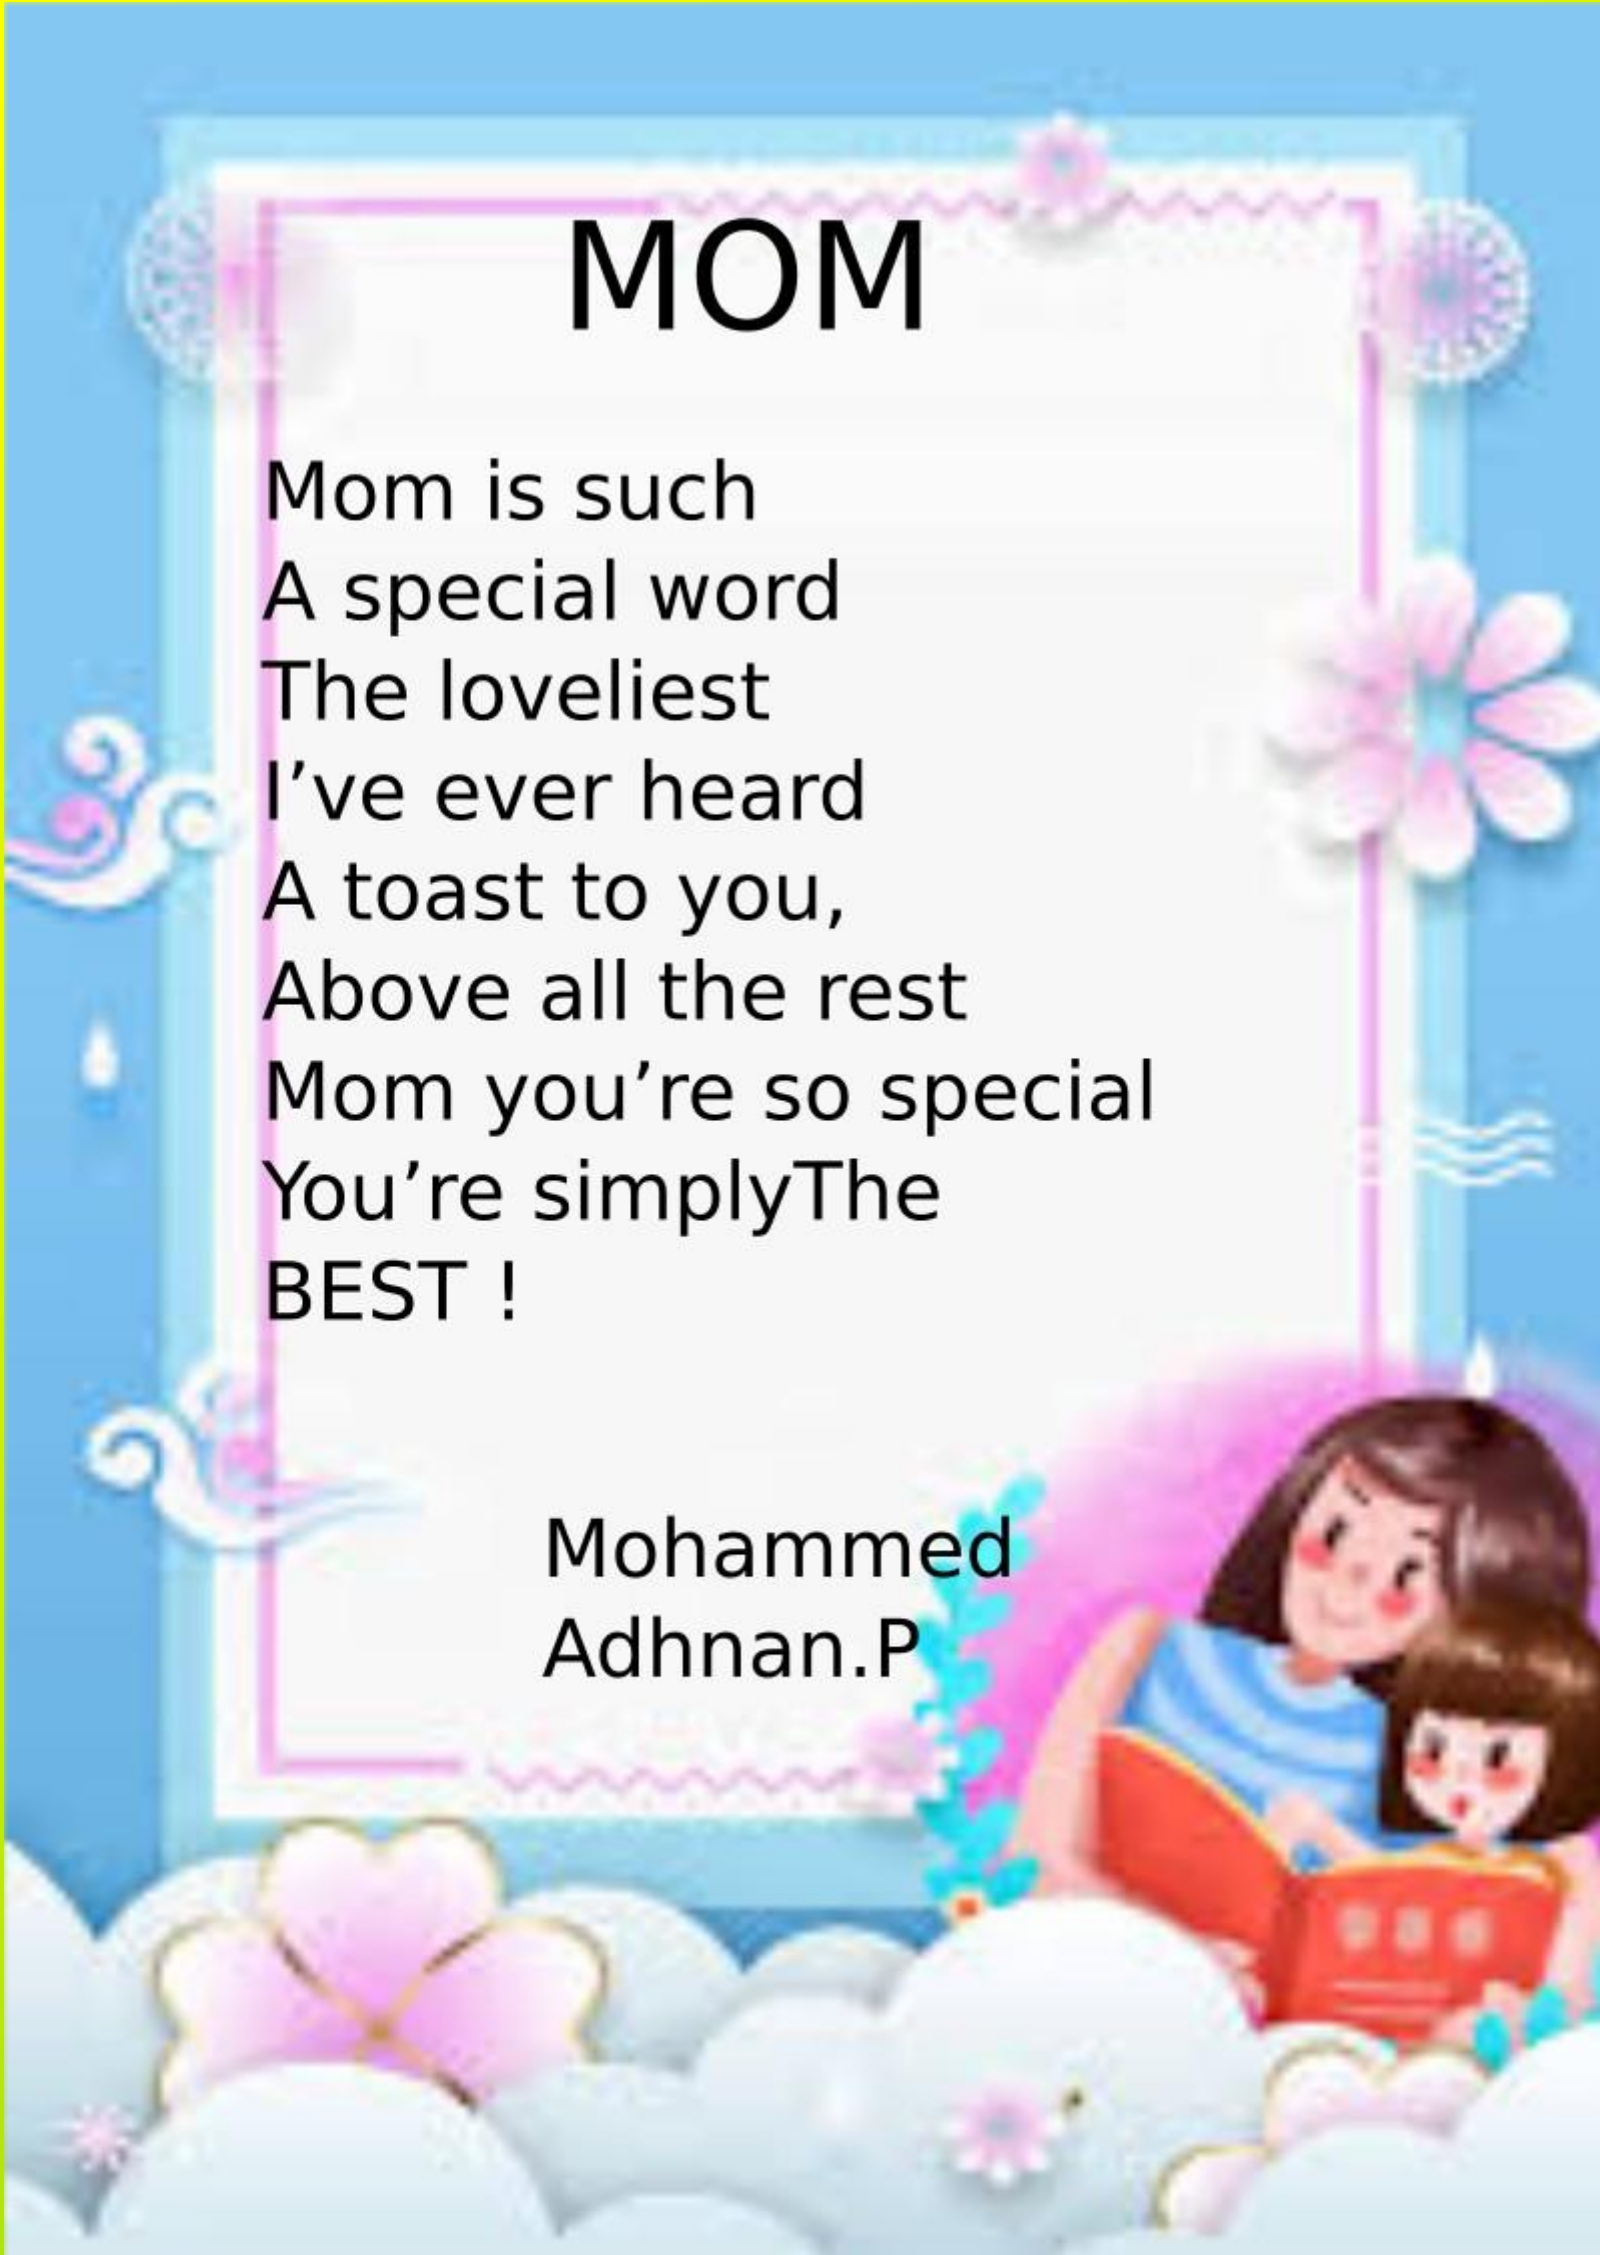 MOM
Mom is such
A special word
The loveliest
I’ve ever heard
A toast to you,
Above all the rest
Mom you’re so special
You’re simplyThe
BEST !
Mohammed
Adhnan.P